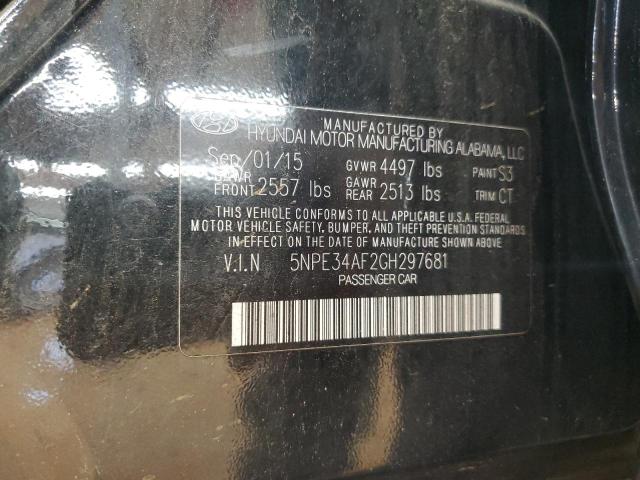 MANUFACTURED BY
HYUNDAI MOTOR MANUFACTURING ALABAMA, LLC
Sep/01/15 GVWR 4497 lbs PAINT S3
GAWR FRONT 2557 lbs GAWR REAR 2513 lbs TRIM CT
THIS VEHICLE CONFORMS TO ALL APPLICABLE U.S.A. FEDERAL
MOTOR VEHICLE SAFETY, BUMPER, AND THEFT PREVENTION STANDARDS
IN EFFECT ON THE DATE OF MANUFACTURE SHOWN ABOVE
V.I.N 5NPE34AF2GH297681
PASSENGER CAR